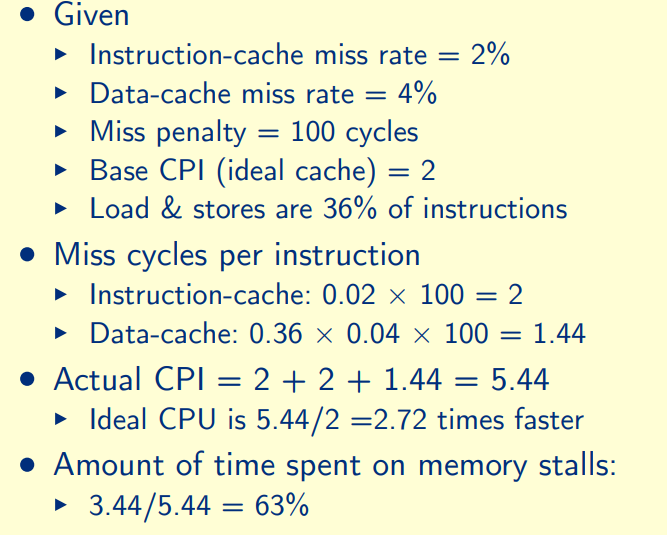 • Given
▸ Instruction-cache miss rate = 2%
▸ Data-cache miss rate = 4%
▸ Miss penalty = 100 cycles
▸ Base CPI (ideal cache) = 2
▸ Load & stores are 36% of instructions
• Miss cycles per instruction
▸ Instruction-cache: 0.02 × 100 = 2
▸ Data-cache: 0.36 × 0.04 × 100 = 1.44
• Actual CPI = 2 + 2 + 1.44 = 5.44
▸ Ideal CPU is 5.44/2 =2.72 times faster
• Amount of time spent on memory stalls:
▸ 3.44/5.44 = 63%